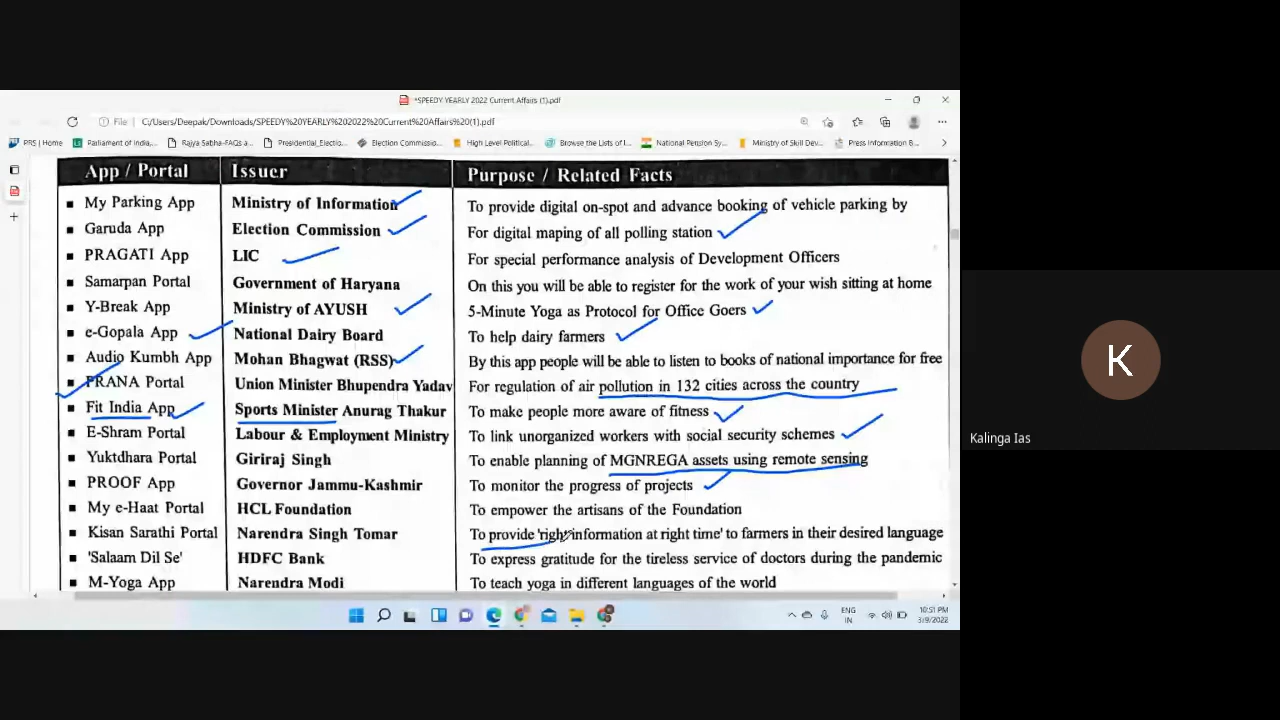 *SPEEDY YEARLY 2022 Current Affairs (1).pdf
File | C:/Users/Deepak/Downloads/SPEEDY%20YEARLY%202022%20Current%20Affairs%20(1).pdf
PRS | Home Parliament of India,... Rajya Sabha-FAQs a... Presidential_Electio... Election Commissio... High Level Political... Browse the Lists of I... National Pension Sy... Ministry of Skill Dev... Press Information B...
App / Portal Issuer Purpose / Related Facts
▪ My Parking App Ministry of Information To provide digital on-spot and advance booking of vehicle parking by
▪ Garuda App Election Commission For digital maping of all polling station
▪ PRAGATI App LIC For special performance analysis of Development Officers
▪ Samarpan Portal Government of Haryana On this you will be able to register for the work of your wish sitting at home
▪ Y-Break App Ministry of AYUSH 5-Minute Yoga as Protocol for Office Goers
▪ e-Gopala App National Dairy Board To help dairy farmers
▪ Audio Kumbh App Mohan Bhagwat (RSS) By this app people will be able to listen to books of national importance for free
▪ PRANA Portal Union Minister Bhupendra Yadav For regulation of air pollution in 132 cities across the country
▪ Fit India App Sports Minister Anurag Thakur To make people more aware of fitness
▪ E-Shram Portal Labour & Employment Ministry To link unorganized workers with social security schemes
▪ Yuktdhara Portal Giriraj Singh To enable planning of MGNREGA assets using remote sensing
▪ PROOF App Governor Jammu-Kashmir To monitor the progress of projects
▪ My e-Haat Portal HCL Foundation To empower the artisans of the Foundation
▪ Kisan Sarathi Portal Narendra Singh Tomar To provide 'right information at right time' to farmers in their desired language
▪ 'Salaam Dil Se' HDFC Bank To express gratitude for the tireless service of doctors during the pandemic
▪ M-Yoga App Narendra Modi To teach yoga in different languages of the world
ENG
IN
10:51 PM
3/9/2022
K
Kalinga Ias